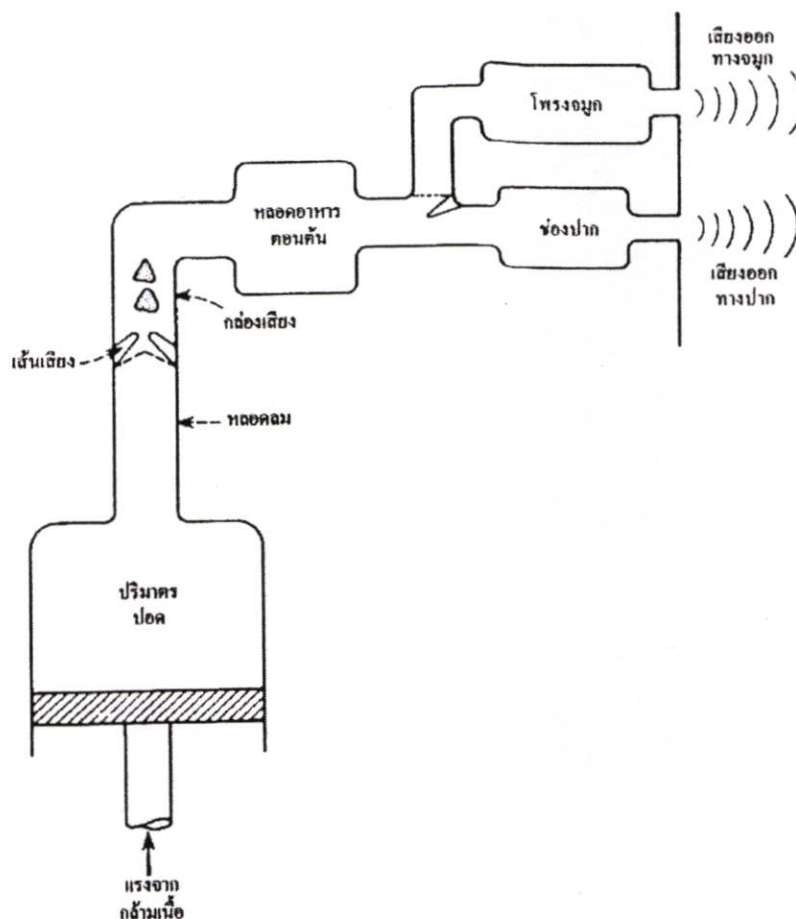 เสียงออก
ทางจมูก
โพรงจมูก
หลอดอาหาร
ตอนต้น
ช่องปาก
เสียงออก
ทางปาก
กล่องเสียง
เส้นเสียง
หลอดลม
ปริมาตร
ปอด
แรงจาก
กล้ามเนื้อ